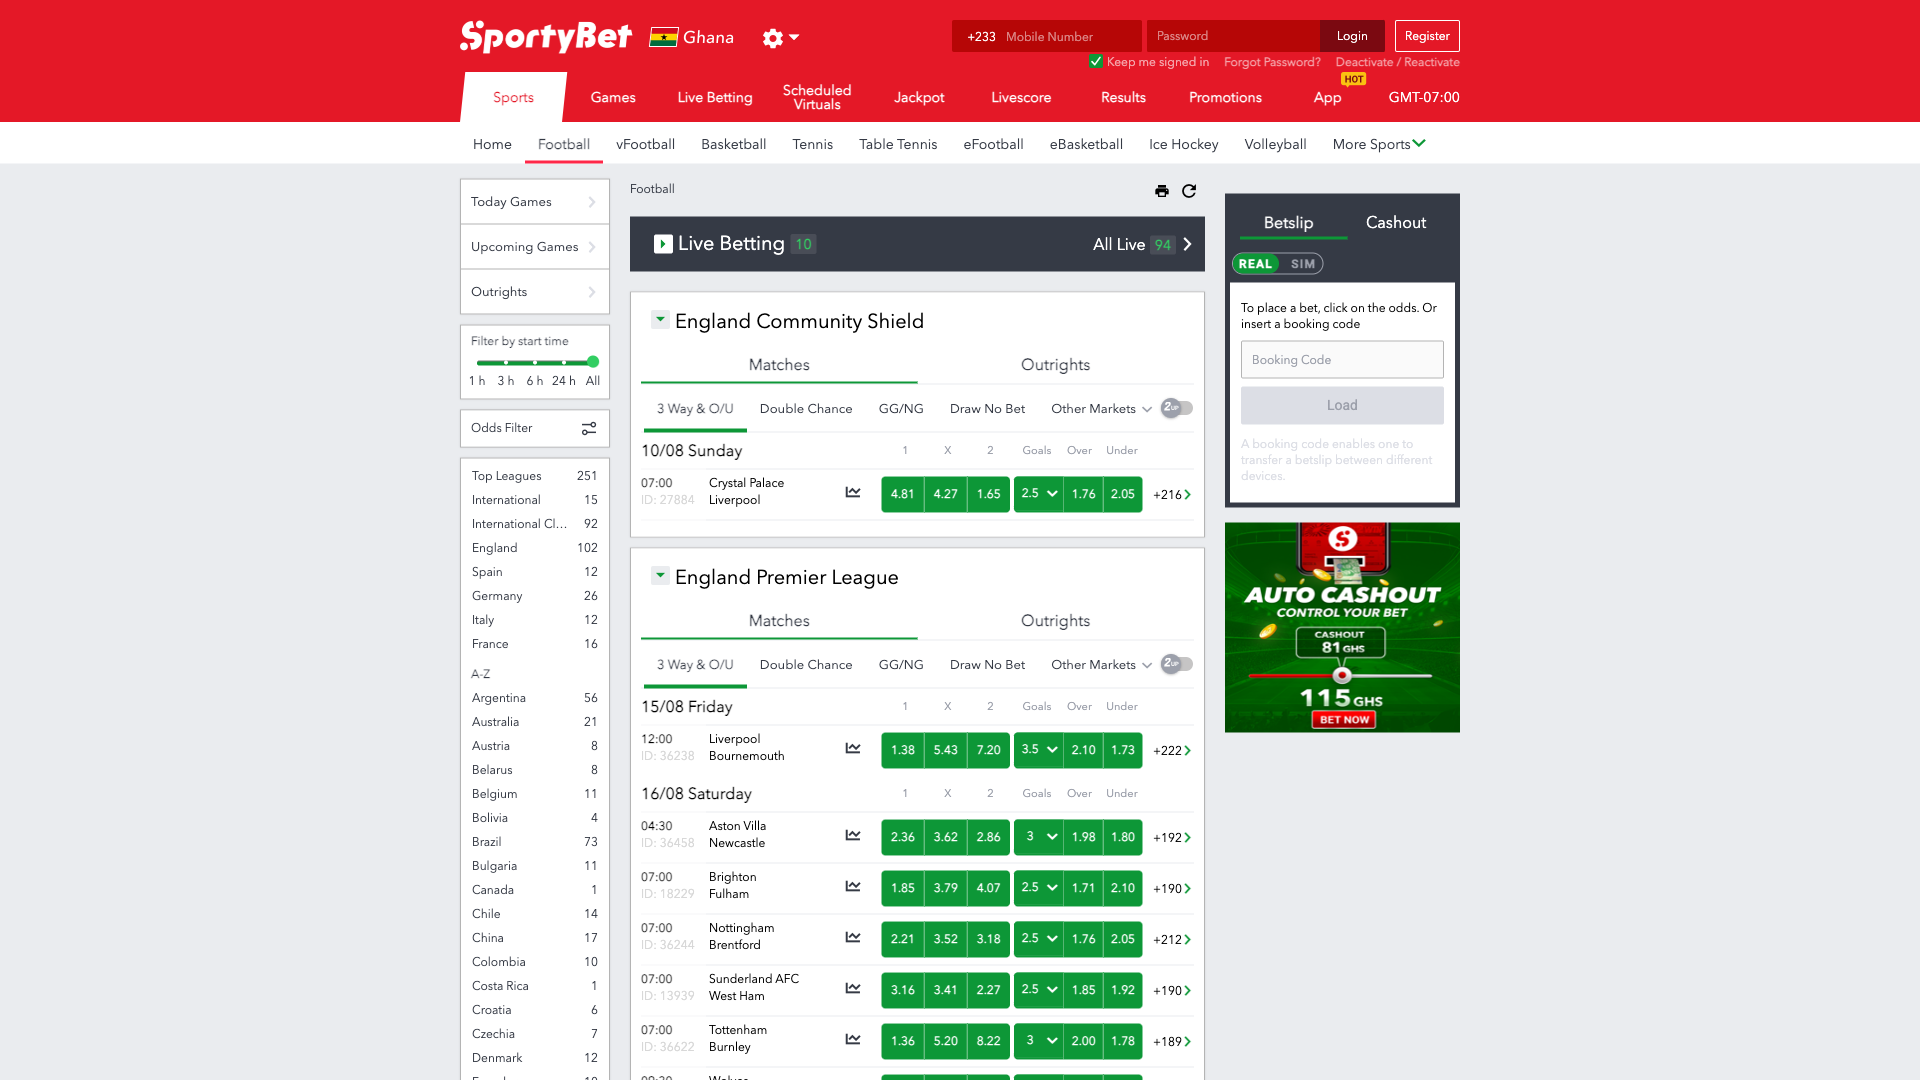 SportyBet
Ghana
+233 Mobile Number
Password
Login
Register
Keep me signed in
Forgot Password?
Deactivate / Reactivate
HOT
Sports
Games
Live Betting
Scheduled
Virtuals
Jackpot
Livescore
Results
Promotions
App
GMT-07:00
Home
Football
vFootball
Basketball
Tennis
Table Tennis
eFootball
eBasketball
Ice Hockey
Volleyball
More Sports
Today Games
Upcoming Games
Outrights
Filter by start time
1 h 3 h 6 h 24 h All
Odds Filter
Top Leagues 251
International 15
International Cl... 92
England 102
Spain 12
Germany 26
Italy 12
France 16
A-Z
Argentina 56
Australia 21
Austria 8
Belarus 8
Belgium 11
Bolivia 4
Brazil 73
Bulgaria 11
Canada 1
Chile 14
China 17
Colombia 10
Costa Rica 1
Croatia 6
Czechia 7
Denmark 12
Football
Live Betting 10
All Live 94
England Community Shield
Matches
Outrights
3 Way & O/U Double Chance GG/NG Draw No Bet Other Markets 2UP
10/08 Sunday 1 X 2 Goals Over Under
07:00 Crystal Palace
ID: 27884 Liverpool
4.81 4.27 1.65 2.5 1.76 2.05 +216
England Premier League
Matches
Outrights
3 Way & O/U Double Chance GG/NG Draw No Bet Other Markets 2UP
15/08 Friday 1 X 2 Goals Over Under
12:00 Liverpool
ID: 36238 Bournemouth
1.38 5.43 7.20 3.5 2.10 1.73 +222
16/08 Saturday 1 X 2 Goals Over Under
04:30 Aston Villa
ID: 36458 Newcastle
2.36 3.62 2.86 3 1.98 1.80 +192
07:00 Brighton
ID: 18229 Fulham
1.85 3.79 4.07 2.5 1.71 2.10 +190
07:00 Nottingham
ID: 36244 Brentford
2.21 3.52 3.18 2.5 1.76 2.05 +212
07:00 Sunderland AFC
ID: 13939 West Ham
3.16 3.41 2.27 2.5 1.85 1.92 +190
07:00 Tottenham
ID: 36622 Burnley
1.36 5.20 8.22 3 2.00 1.78 +189
Betslip
Cashout
REAL SIM
To place a bet, click on the odds. Or
insert a booking code
Booking Code
Load
A booking code enables one to
transfer a betslip between different
devices.
AUTO CASHOUT
CONTROL YOUR BET
CASHOUT
81 GHS
115 GHS
BET NOW